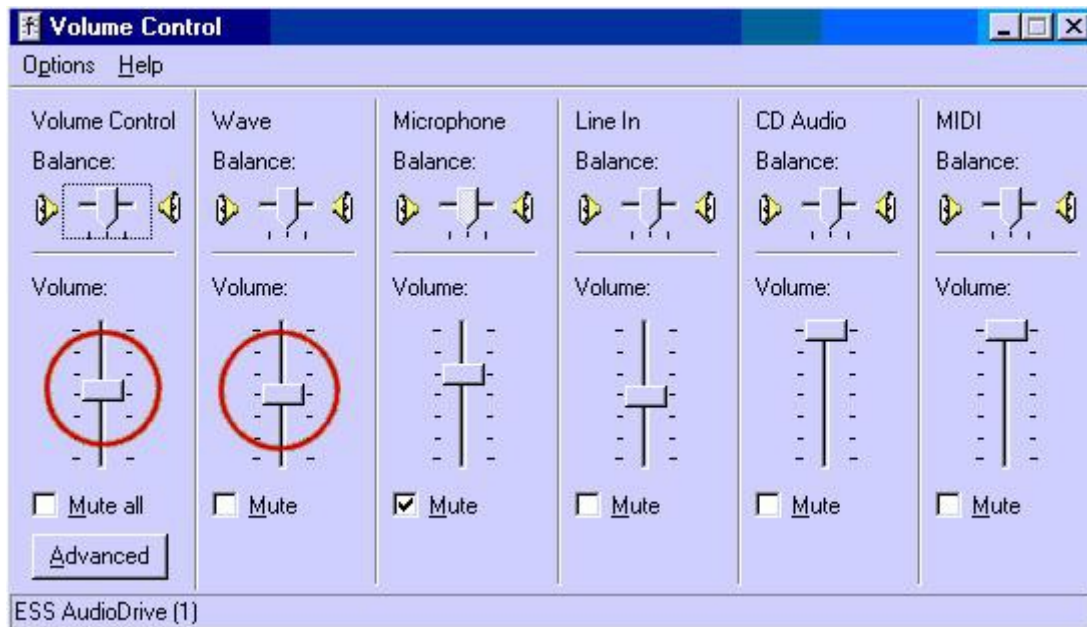 Volume Control
Options Help
Volume Control Wave Microphone Line In CD Audio MIDI
Balance: Balance: Balance: Balance: Balance: Balance:
Volume: Volume: Volume: Volume: Volume: Volume:
Mute all Mute Mute Mute Mute Mute
Advanced
ESS AudioDrive (1)